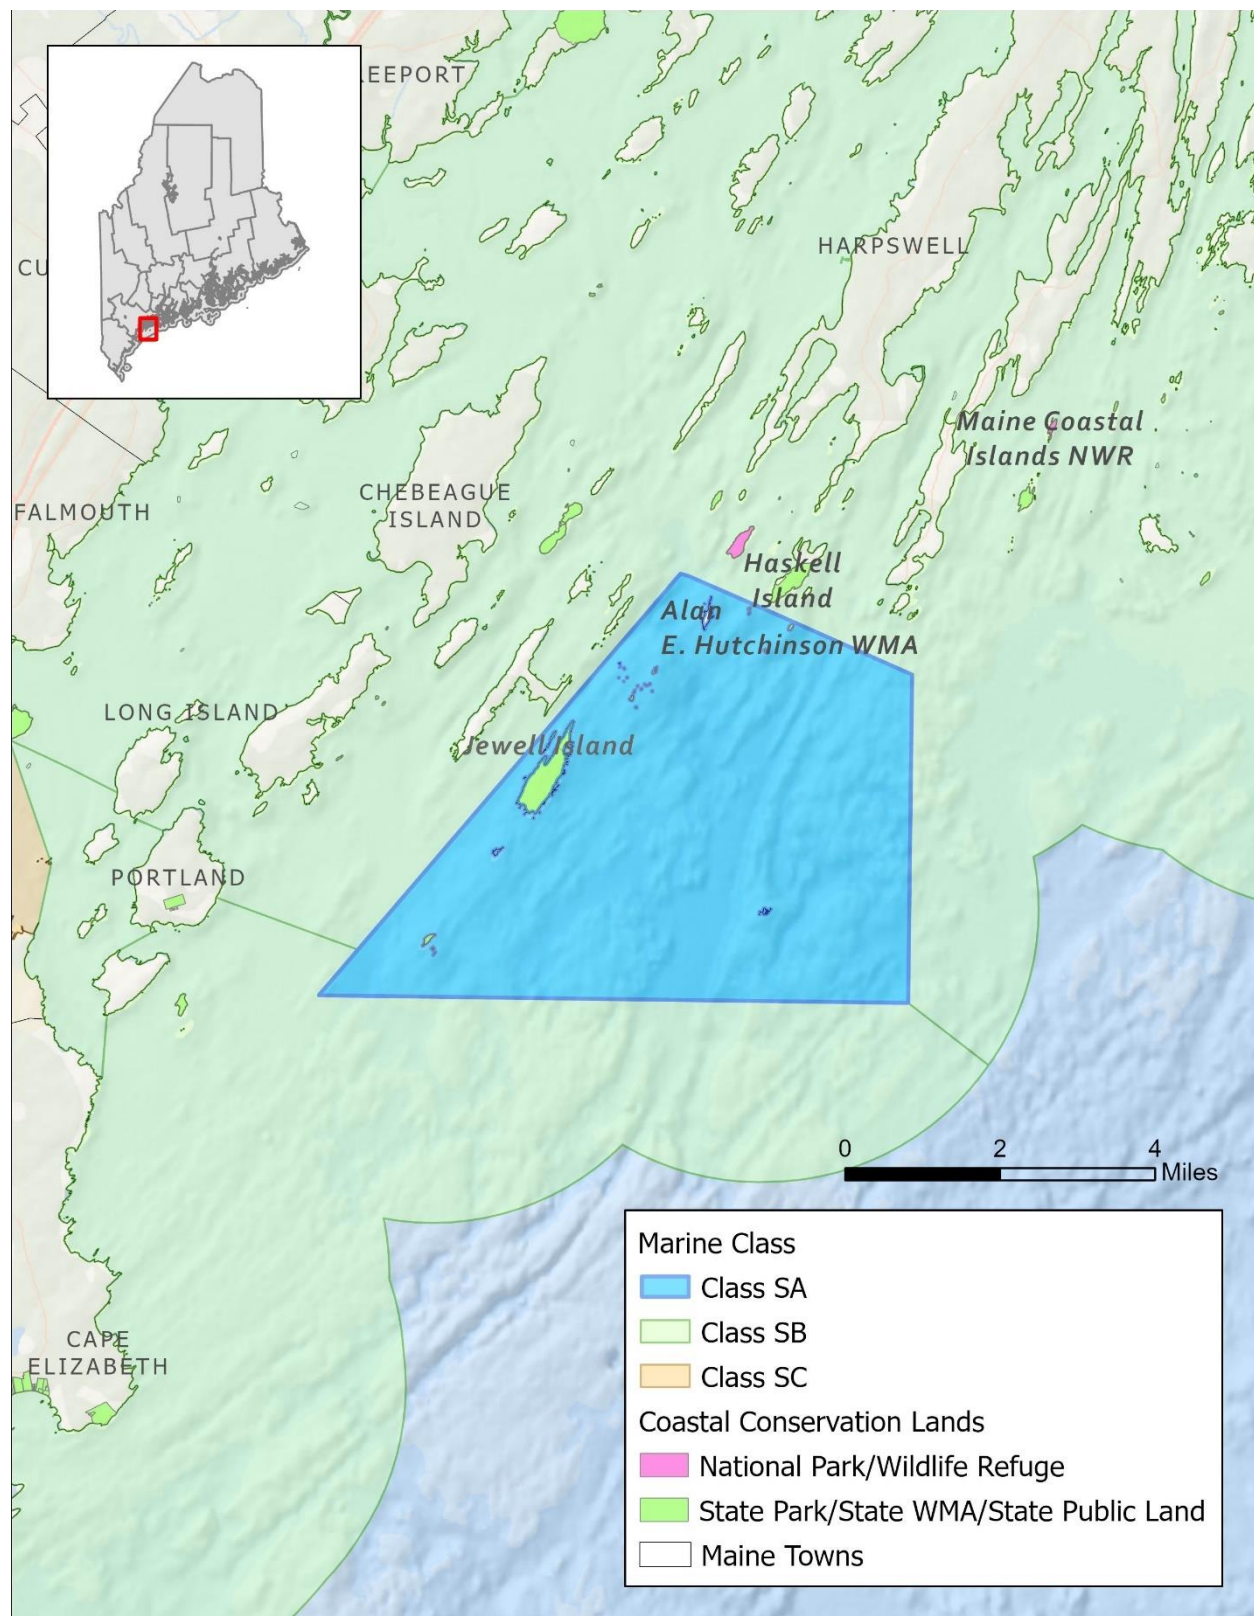 REEPORT
CU
HARPSWELL
Maine Coastal
Islands NWR
CHEBEAGUE
ISLAND
FALMOUTH
Haskell
Island
Alan
E. Hutchinson WMA
LONG ISLAND
Jewell Island
PORTLAND
0 2 4
Miles
CAPE
ELIZABETH
Marine Class
Class SA
Class SB
Class SC
Coastal Conservation Lands
National Park/Wildlife Refuge
State Park/State WMA/State Public Land
Maine Towns